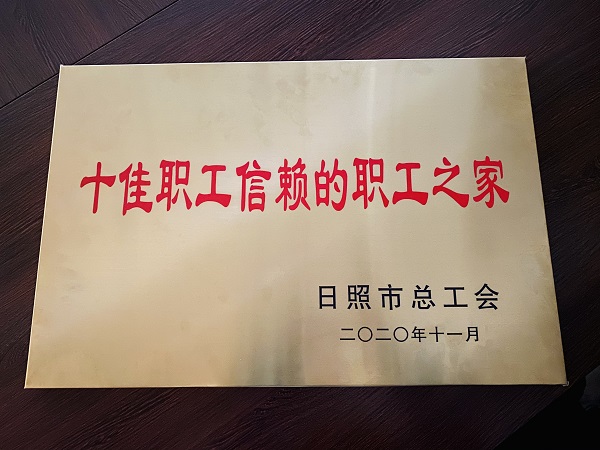 十佳职工信赖的职工之家
日照市总工会
二〇二〇年十一月